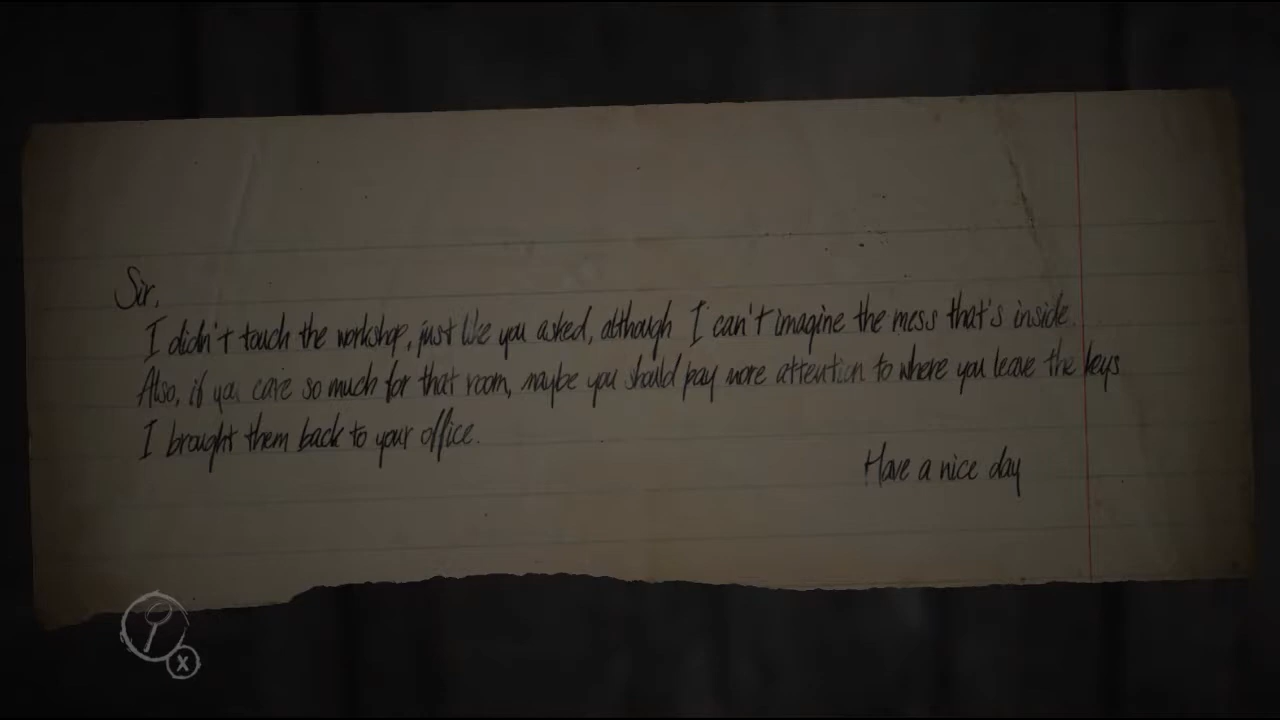 Sir,
I didn't touch the workshop, just like you asked, although I can't imagine the mess that's inside.
Also, if you care so much for that room, maybe you should pay more attention to where you leave the keys
I brought them back to your office.
Have a nice day
X